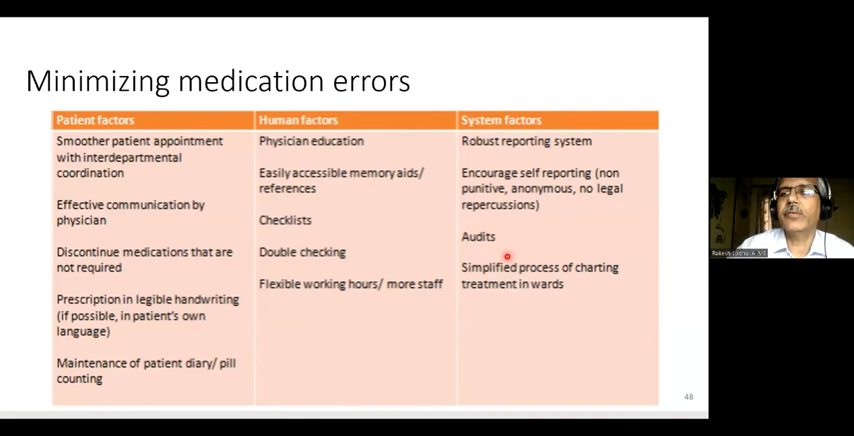 Minimizing medication errors
Patient factors
Smoother patient appointment
with interdepartmental
coordination
Effective communication by
physician
Discontinue medications that are
not required
Prescription in legible handwriting
(if possible, in patient's own
language)
Maintenance of patient diary/ pill
counting
Human factors
Physician education
Easily accessible memory aids/
references
Checklists
Double checking
Flexible working hours/ more staff
System factors
Robust reporting system
Encourage self reporting (non
punitive, anonymous, no legal
repercussions)
Audits
Simplified process of charting
treatment in wards
48
Rakesh